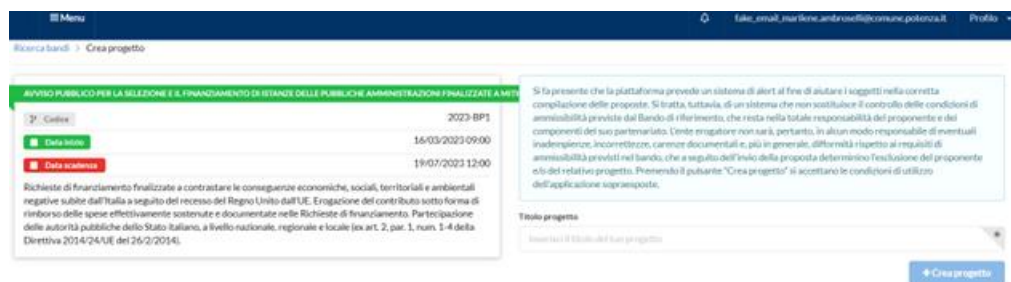 Menu
fake_email_marilene.ambroselli@comune.potenza.it
Profilo
Ricerca bandi > Crea progetto
AVVISO PUBBLICO PER LA SELEZIONE E IL FINANZIAMENTO DI ISTANZE DELLE PUBBLICHE AMMINISTRAZIONI FINALIZZATE A MIT
Codice
2023-BP1
Data inizio
16/03/2023 09:00
Data scadenza
19/07/2023 12:00
Richieste di finanziamento finalizzate a contrastare le conseguenze economiche, sociali, territoriali e ambientali
negative subite dall'Italia a seguito del recesso del Regno Unito dall'UE. Erogazione del contributo sotto forma di
rimborso delle spese effettivamente sostenute e documentate nelle Richieste di finanziamento. Partecipazione
delle autorità pubbliche dello Stato italiano, a livello nazionale, regionale e locale (ex art. 2, par. 1, num. 1-4 della
Direttiva 2014/24/UE del 26/2/2014).
Si fa presente che la piattaforma prevede un sistema di alert al fine di aiutare i soggetti nella corretta
compilazione delle proposte. Si tratta, tuttavia, di un sistema che non sostituisce il controllo delle condizioni di
ammissibilità previste dal Bando di riferimento, che resta nella totale responsabilità del proponente e dei
componenti del suo partenariato. L'ente erogatore non sarà, pertanto, in alcun modo responsabile di eventuali
inadempienze, incorrettezze, carenze documentali e, più in generale, difformità rispetto ai requisiti di
ammissibilità previsti nel bando, che a seguito dell'invio della proposta determinino l'esclusione del proponente
e/o del relativo progetto. Premendo il pulsante "Crea progetto" si accettano le condizioni di utilizzo
dell'applicazione sopraesposte.
Titolo progetto
Inserisci il titolo del tuo progetto
*
+ Crea progetto